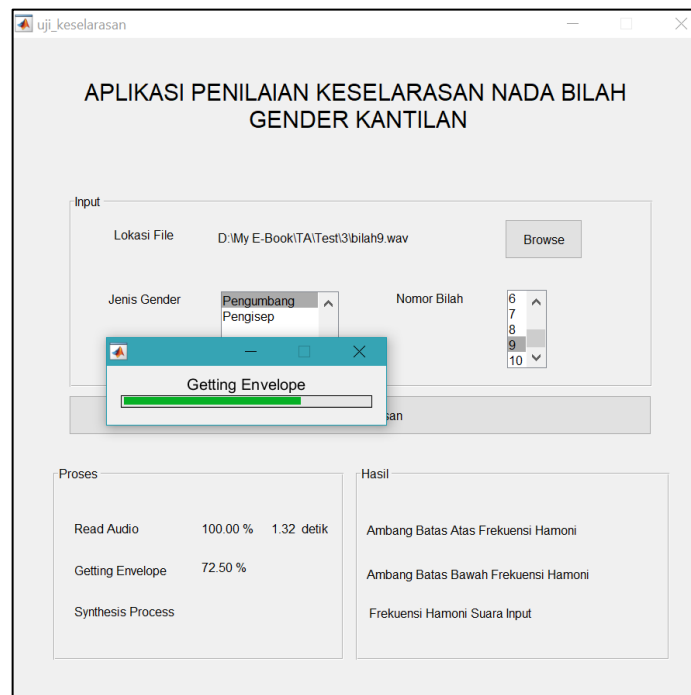 uji_keselarasan
APLIKASI PENILAIAN KESELARASAN NADA BILAH
GENDER KANTILAN
Input
Lokasi File D:\My E-Book\TA\Test\3\bilah9.wav Browse
Jenis Gender Pengumbang Nomor Bilah 6
Pengisep 7
8
9
10
Getting Envelope
san
Proses
Read Audio 100.00 % 1.32 detik
Getting Envelope 72.50 %
Synthesis Process
Hasil
Ambang Batas Atas Frekuensi Hamoni
Ambang Batas Bawah Frekuensi Hamoni
Frekuensi Hamoni Suara Input